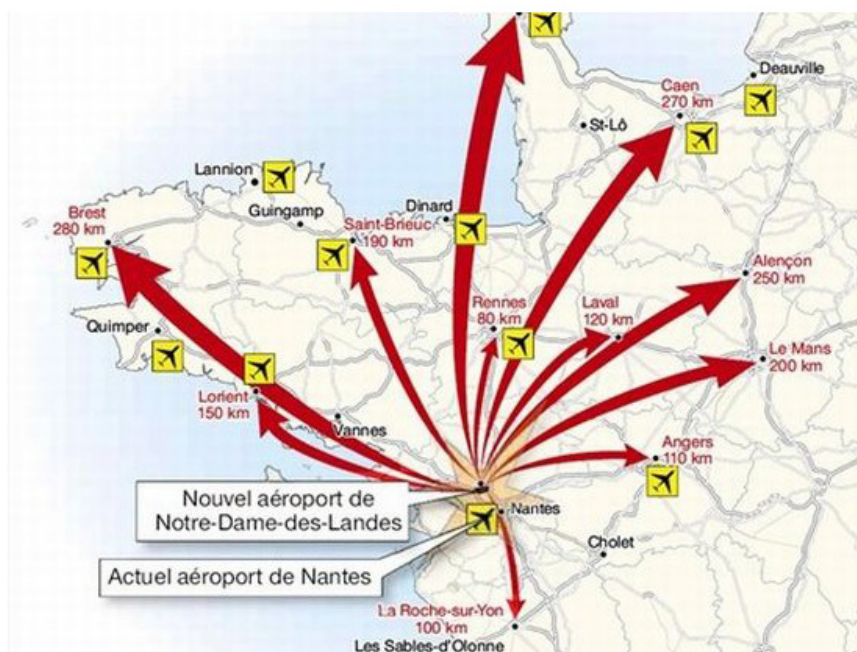 Deauville
Caen
270 km
St-Lô
Lannion
Guingamp
Dinard
Brest
280 km
Saint-Brieuc
190 km
Alençon
250 km
Rennes
80 km
Laval
120 km
Quimper
Le Mans
200 km
Lorient
150 km
Vannes
Angers
110 km
Nouvel aéroport de
Notre-Dame-des-Landes
Nantes
Actuel aéroport de Nantes
Cholet
La Roche-sur-Yon
100 km
Les Sables-d'Olonne